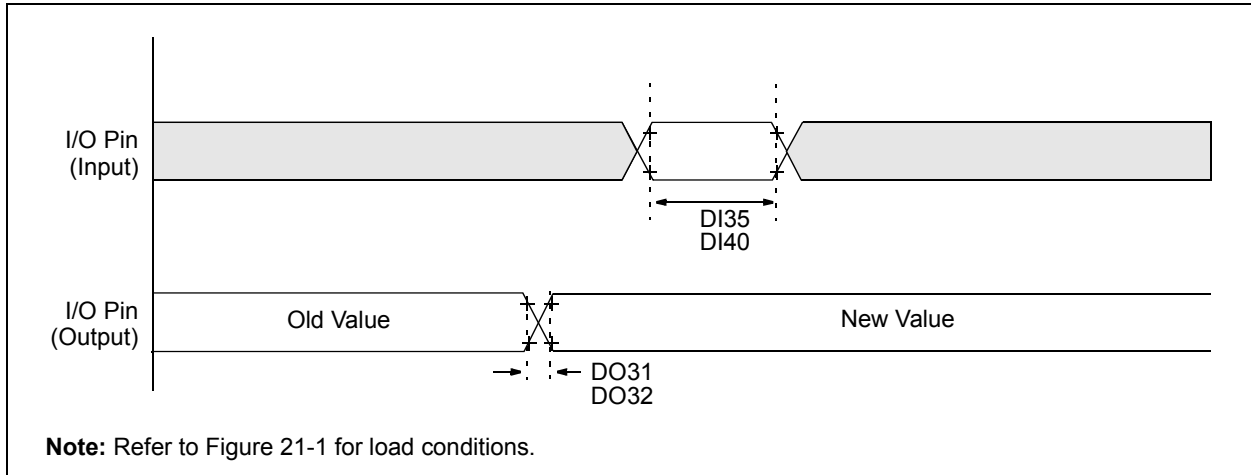 I/O Pin
(Input)
DI35
DI40
I/O Pin
(Output)
Old Value
New Value
DO31
DO32
Note: Refer to Figure 21-1 for load conditions.